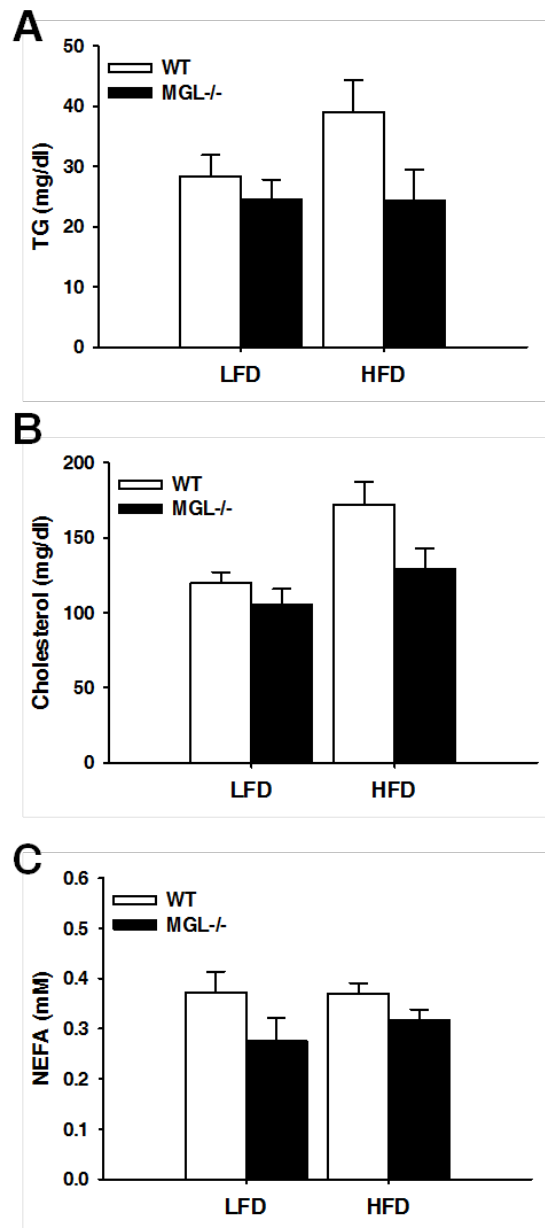 A
50
40
30
20
10
0
TG (mg/dl)
WT
MGL-/-
LFD HFD
B
200
150
100
50
0
Cholesterol (mg/dl)
WT
MGL-/-
LFD HFD
C
0.6
0.5
0.4
0.3
0.2
0.1
0.0
NEFA (mM)
WT
MGL-/-
LFD HFD